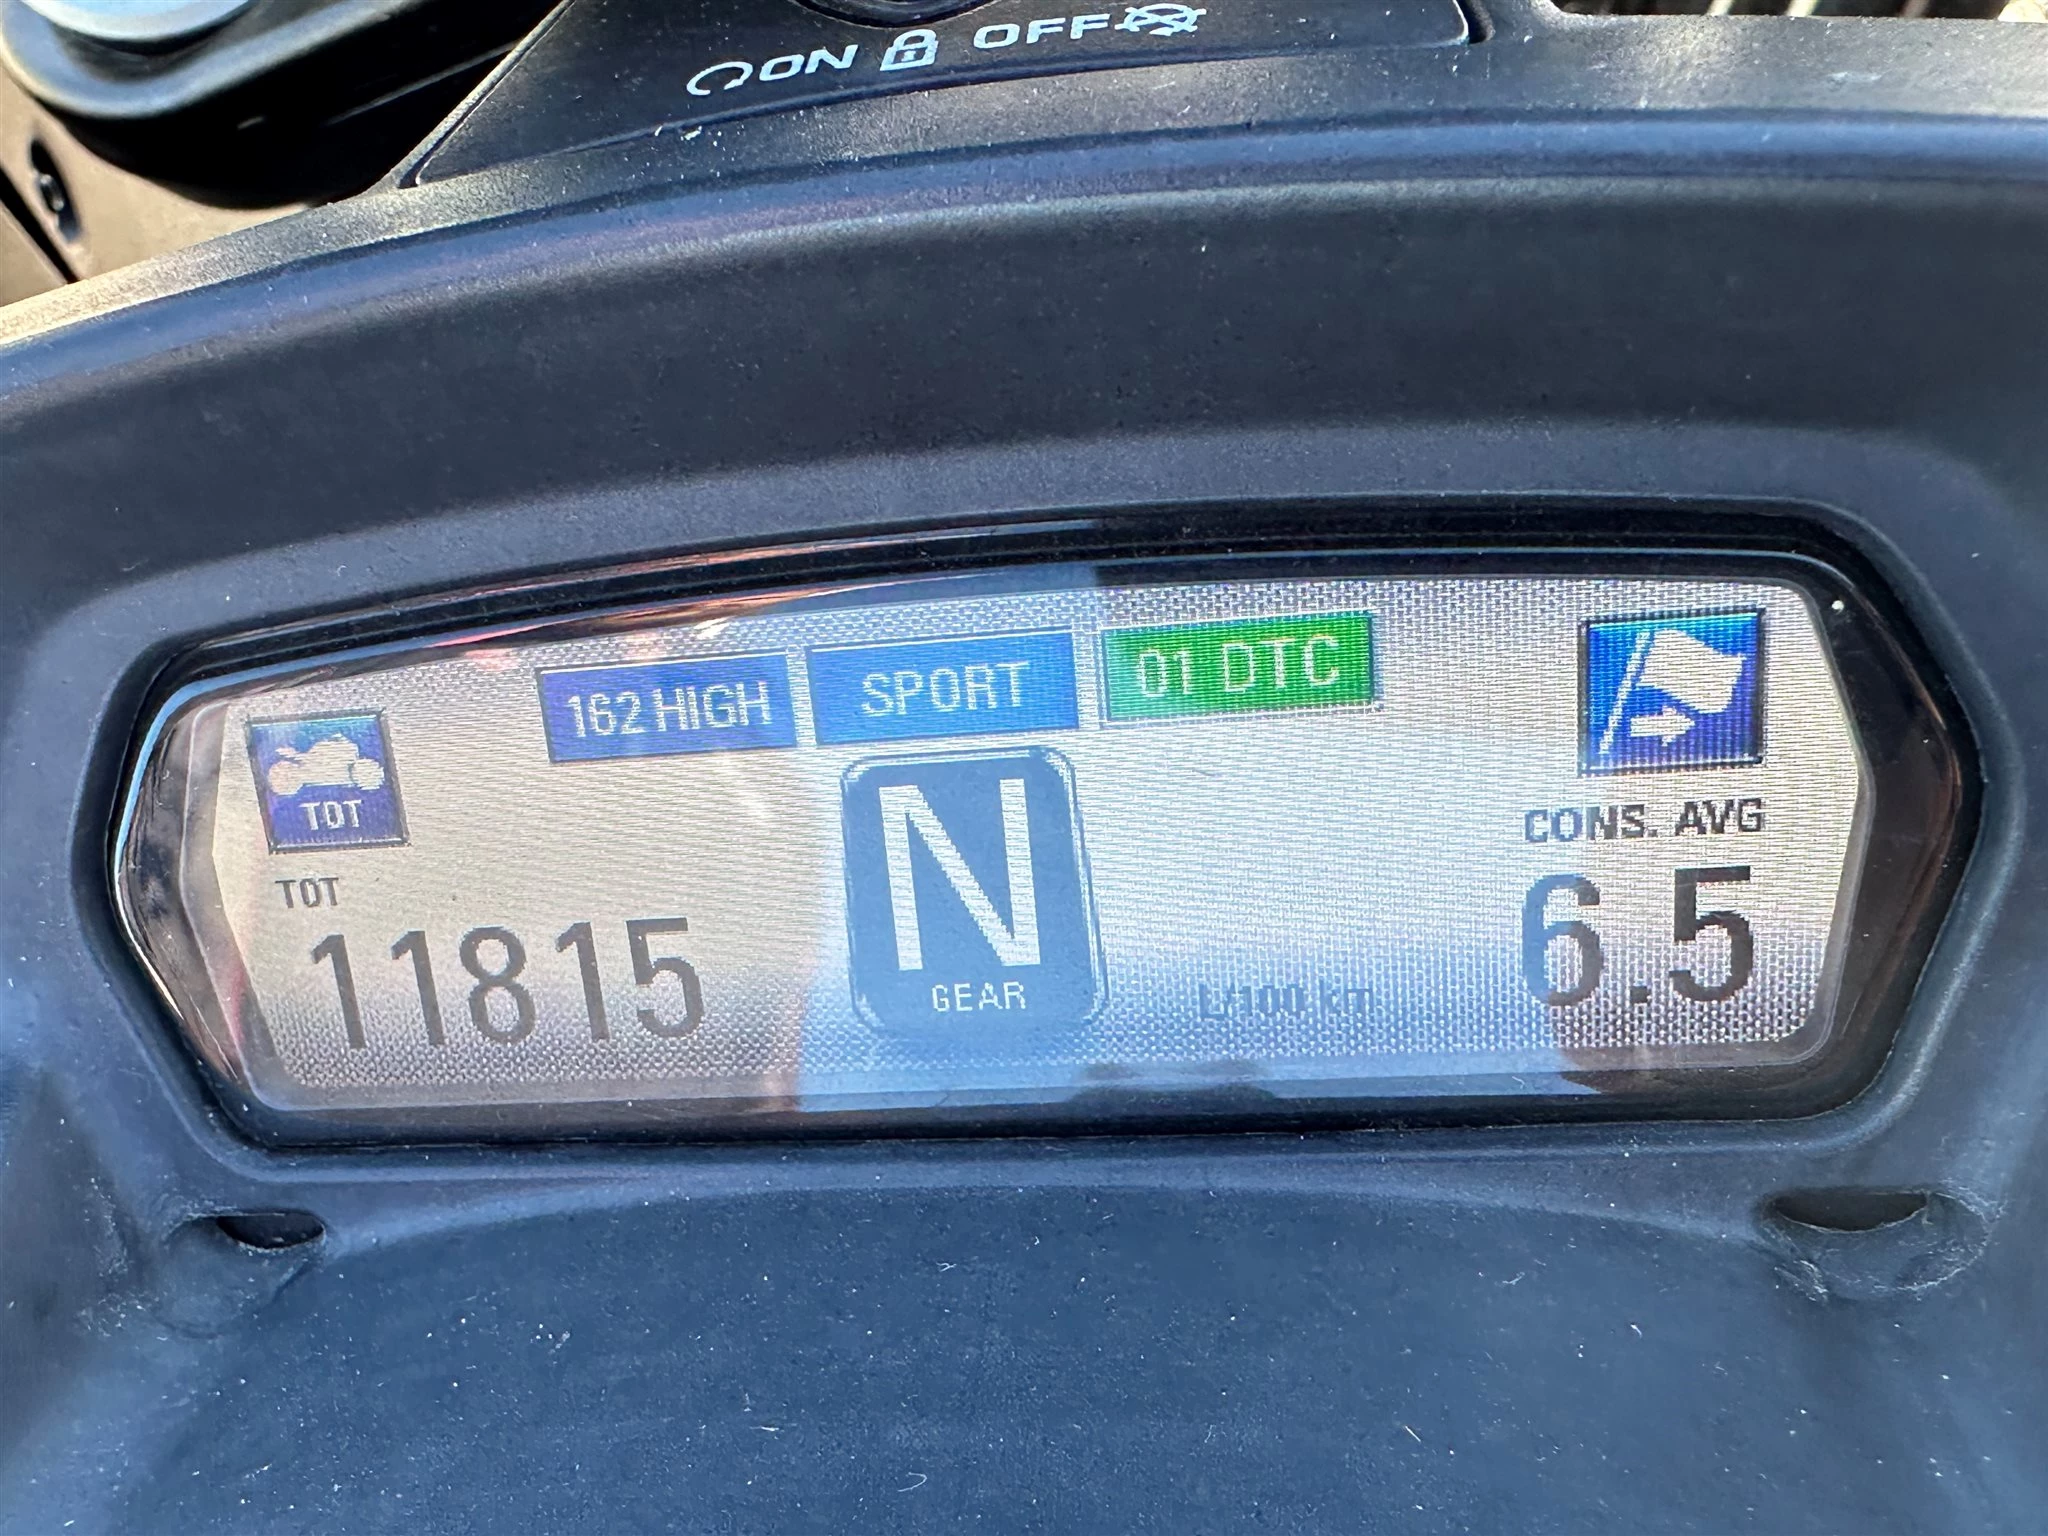 ON OFF
162 HIGH SPORT 01 DTC
TOT
TOT
11815
N
GEAR
CONS. AVG
6.5
L/100 km